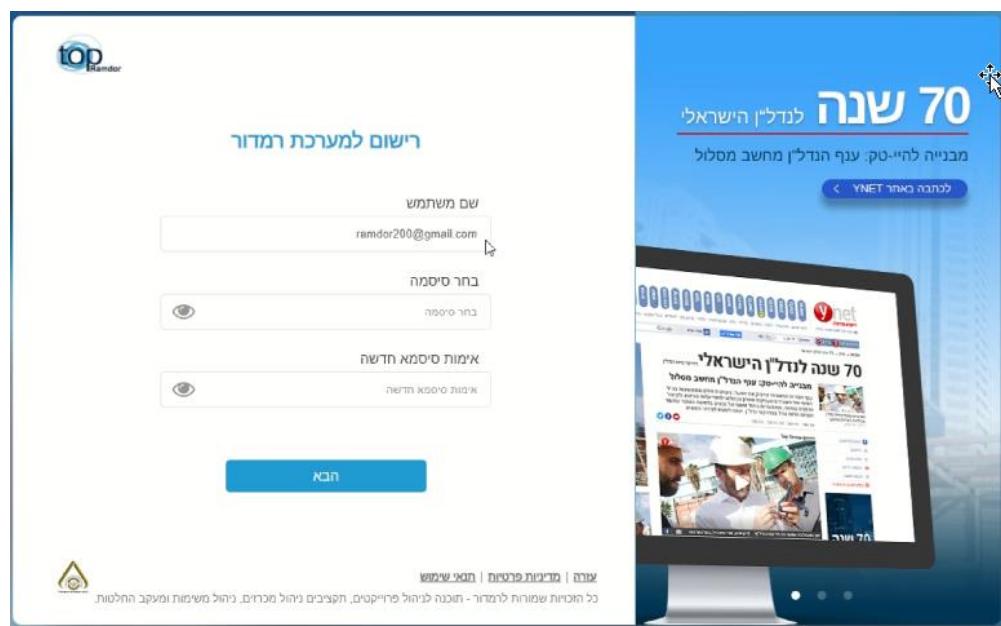 top
Ramdor
רישום למערכת רמדור
שם משתמש
ramdor200@gmail.com
בחר סיסמה
בחר סיסמה
אימות סיסמא חדשה
אימות סיסמא חדשה
הבא
עזרה | מדיניות פרטיות | תנאי שימוש
כל הזכויות שמורות לרמדור - תוכנה לניהול פרוייקטים, תקציבים ניהול מכרזים, ניהול משימות ומעקב החלטות.
70 שנה לנדל"ן הישראלי
מבנייה להיי-טק: ענף הנדל"ן מחשב מסלול
לכתבה באתר YNET >
ynet
70 שנה לנדל"ן הישראלי
מבנייה להיי-טק: ענף הנדל"ן מחשב מסלול
70 שנה